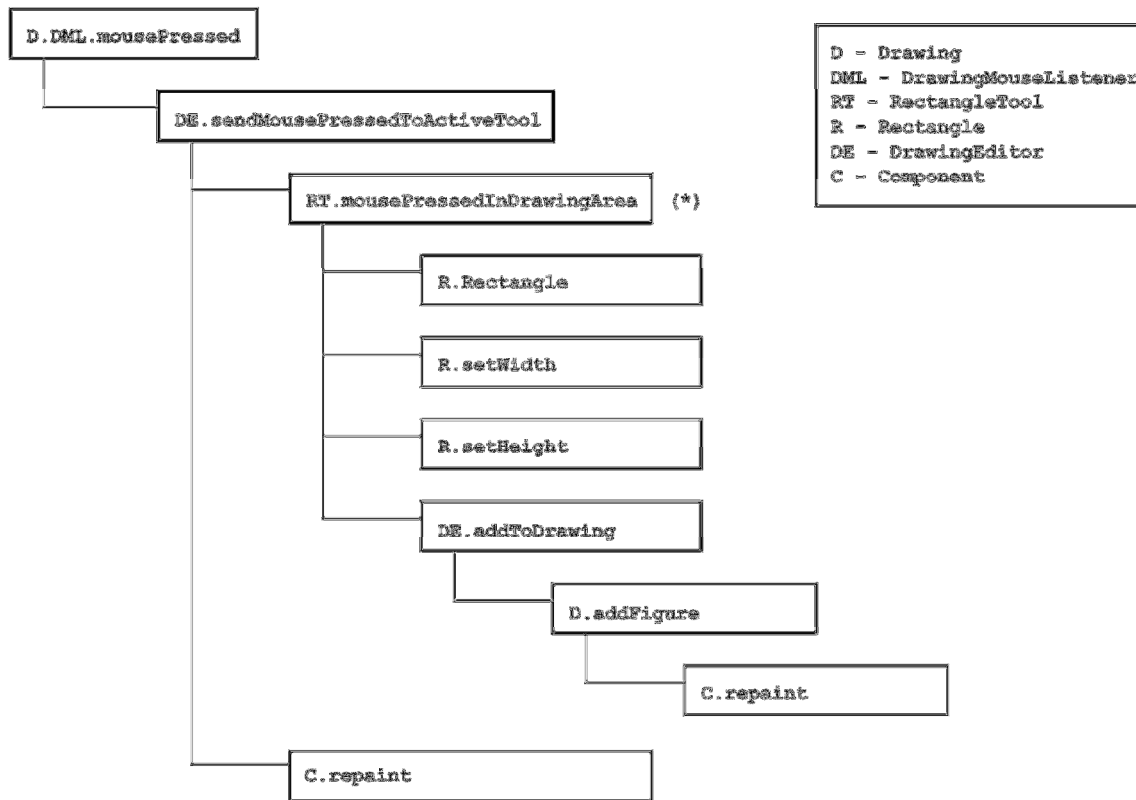 D.DML.mousePressed
D - Drawing
DML - DrawingMouseListener
RT - RectangleTool
R - Rectangle
DE - DrawingEditor
C - Component
DE.sendMousePressedToActiveTool
RT.mousePressedInDrawingArea (*)
R.Rectangle
R.setWidth
R.setHeight
DE.addToDrawing
D.addFigure
C.repaint
C.repaint